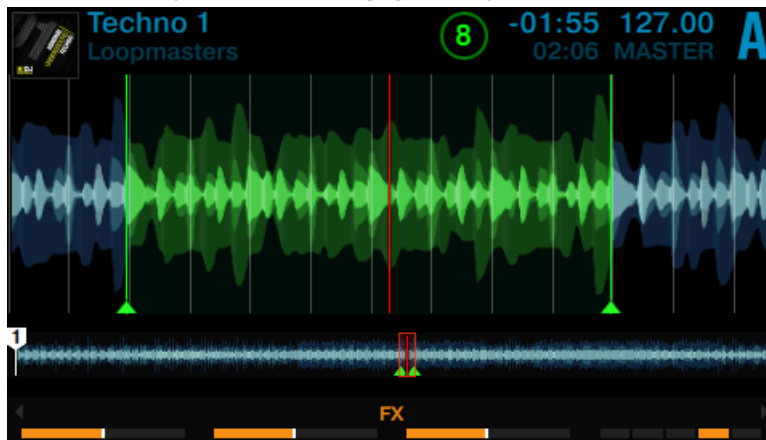 Techno 1
Loopmasters
8
-01:55 127.00
02:06 MASTER
A
1
FX